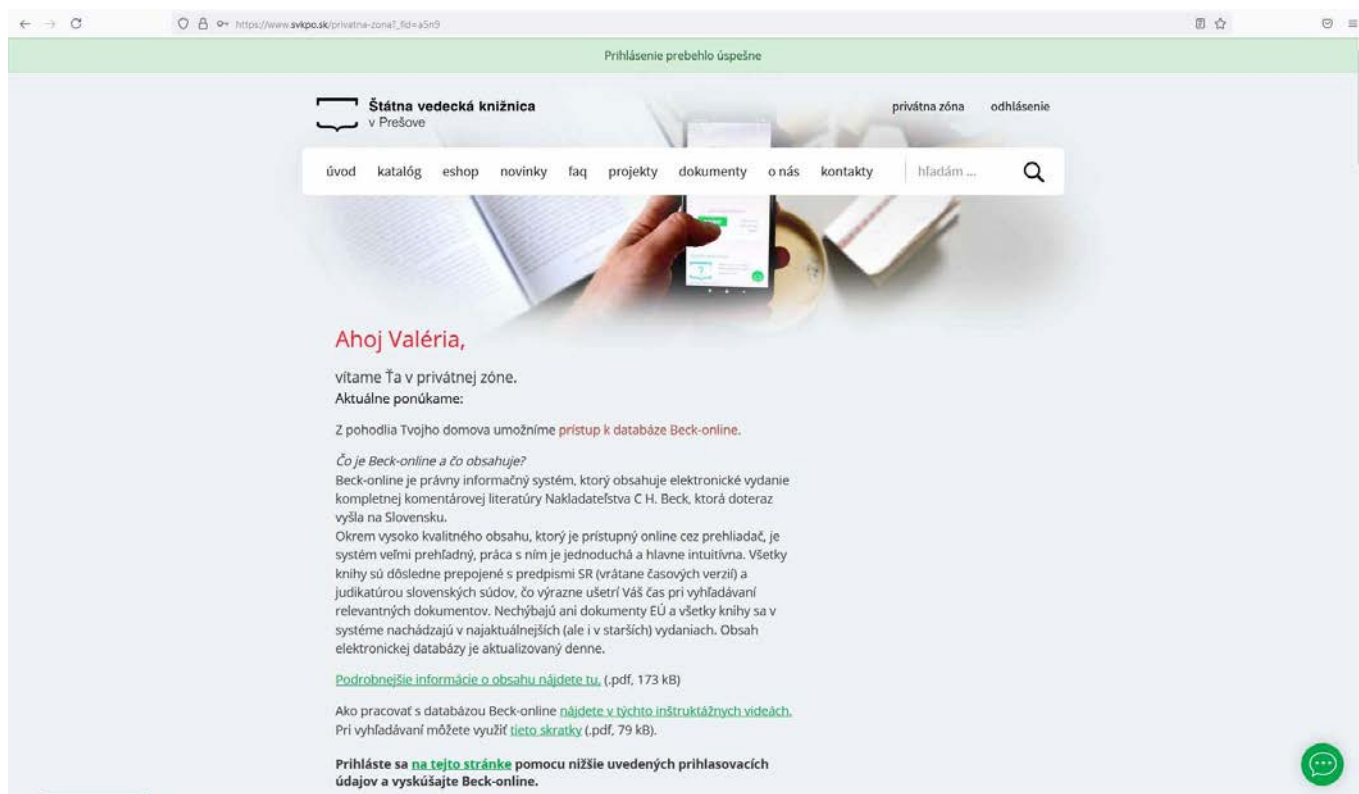 https://www.svkpo.sk/privatna-zona?_fid=a5n9
Prihlásenie prebehlo úspešne
Štátna vedecká knižnica
v Prešove
privátna zóna odhlásenie
úvod katalóg eshop novinky faq projekty dokumenty o nás kontakty hľadám ...
Ahoj Valéria,
vítame Ťa v privátnej zóne.
Aktuálne ponúkame:
Z pohodlia Tvojho domova umožníme prístup k databáze Beck-online.
Čo je Beck-online a čo obsahuje?
Beck-online je právny informačný systém, ktorý obsahuje elektronické vydanie
kompletnej komentárovej literatúry Nakladateľstva C H. Beck, ktorá doteraz
vyšla na Slovensku.
Okrem vysoko kvalitného obsahu, ktorý je prístupný online cez prehliadač, je
systém veľmi prehľadný, práca s ním je jednoduchá a hlavne intuitívna. Všetky
knihy sú dôsledne prepojené s predpismi SR (vrátane časových verzií) a
judikatúrou slovenských súdov, čo výrazne ušetrí Váš čas pri vyhľadávaní
relevantných dokumentov. Nechýbajú ani dokumenty EÚ a všetky knihy sa v
systéme nachádzajú v najaktuálnejších (ale i v starších) vydaniach. Obsah
elektronickej databázy je aktualizovaný denne.
Podrobnejšie informácie o obsahu nájdete tu. (.pdf, 173 kB)
Ako pracovať s databázou Beck-online nájdete v týchto inštruktážnych videách.
Pri vyhľadávaní môžete využiť tieto skratky (.pdf, 79 kB).
Prihláste sa na tejto stránke pomocu nižšie uvedených prihlasovacích
údajov a vyskúšajte Beck-online.